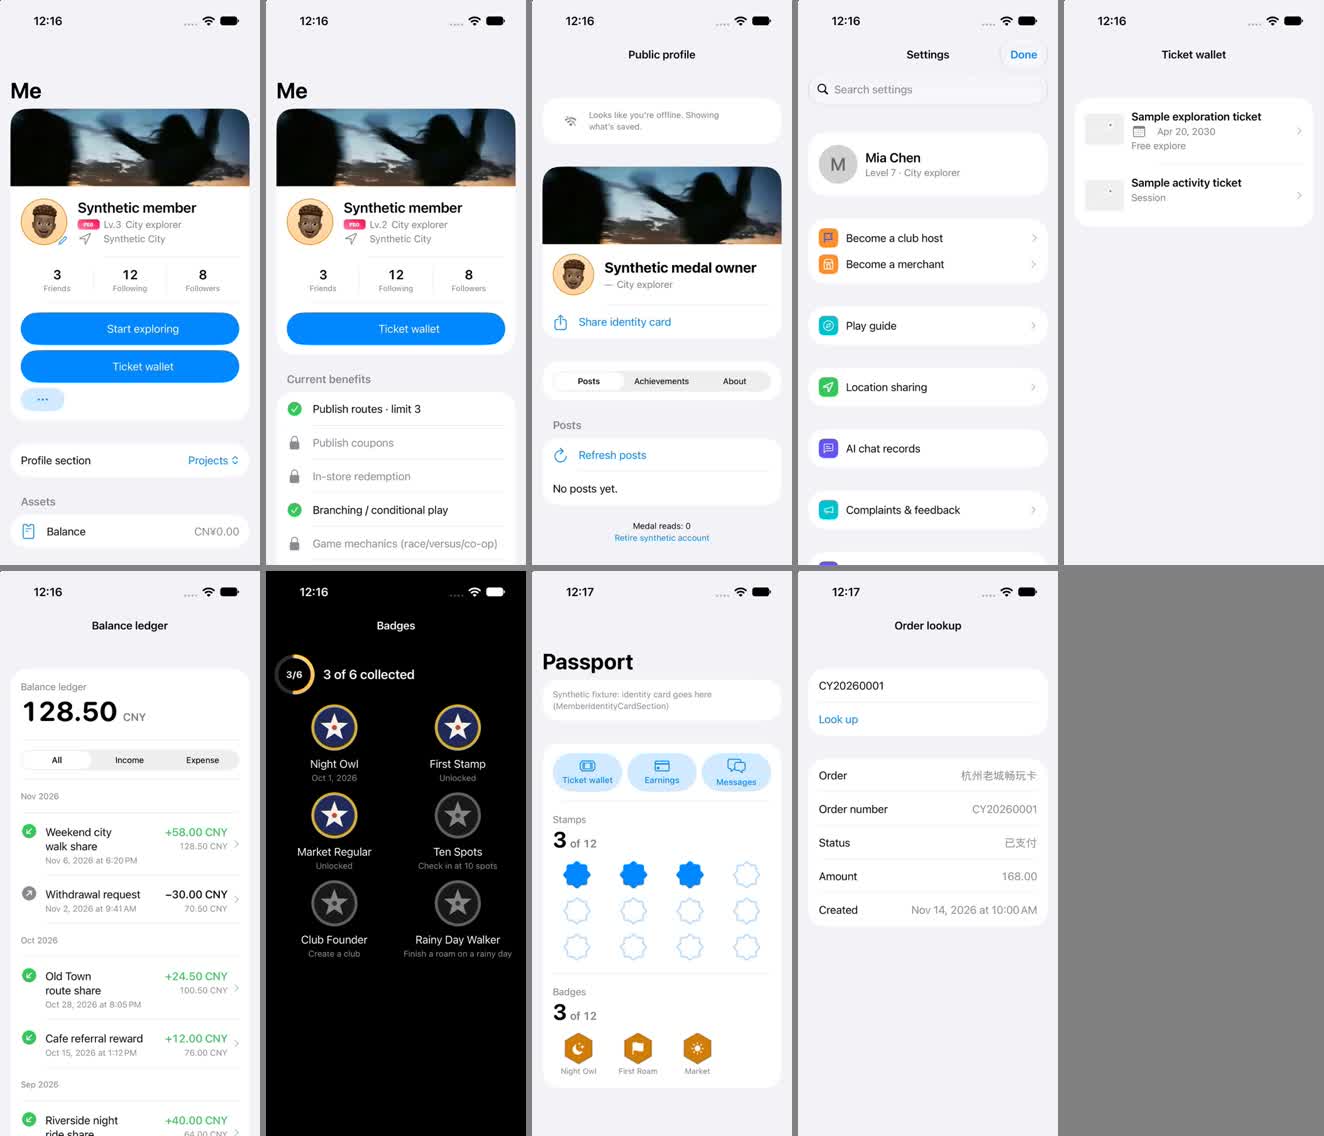 12:16
Me
Synthetic member
PRO Lv.3 City explorer
Synthetic City
3
12
8
Friends
Following
Followers
Start exploring
Ticket wallet
...
Profile section
Projects
Assets
Balance
CN¥0.00
12:16
Me
Synthetic member
PRO Lv.2 City explorer
Synthetic City
3
12
8
Friends
Following
Followers
Ticket wallet
Current benefits
Publish routes · limit 3
Publish coupons
In-store redemption
Branching / conditional play
Game mechanics (race/versus/co-op)
12:16
Public profile
Looks like you're offline. Showing
what's saved.
Synthetic medal owner
— City explorer
Share identity card
Posts
Achievements
About
Posts
Refresh posts
No posts yet.
Medal reads: 0
Retire synthetic account
12:16
Settings
Done
Search settings
M
Mia Chen
Level 7 · City explorer
Become a club host
Become a merchant
Play guide
Location sharing
AI chat records
Complaints & feedback
12:16
Ticket wallet
Sample exploration ticket
Apr 20, 2030
Free explore
Sample activity ticket
Session
12:16
Balance ledger
Balance ledger
128.50 CNY
All
Income
Expense
Nov 2026
Weekend city
walk share
Nov 6, 2026 at 6:20 PM
+58.00 CNY
128.50 CNY
Withdrawal request
Nov 2, 2026 at 9:41 AM
−30.00 CNY
70.50 CNY
Oct 2026
Old Town
route share
Oct 28, 2026 at 8:05 PM
+24.50 CNY
100.50 CNY
Cafe referral reward
Oct 15, 2026 at 1:12 PM
+12.00 CNY
76.00 CNY
Sep 2026
Riverside night
ride share
+40.00 CNY
64.00 CNY
12:16
Badges
3/6
3 of 6 collected
Night Owl
Oct 1, 2026
First Stamp
Unlocked
Market Regular
Unlocked
Ten Spots
Check in at 10 spots
Club Founder
Create a club
Rainy Day Walker
Finish a roam on a rainy day
12:17
Passport
Synthetic fixture: identity card goes here
(MemberIdentityCardSection)
Ticket wallet
Earnings
Messages
Stamps
3 of 12
Badges
3 of 12
Night Owl
First Roam
Market
12:17
Order lookup
CY20260001
Look up
Order
杭州老城畅玩卡
Order number
CY20260001
Status
已支付
Amount
168.00
Created
Nov 14, 2026 at 10:00 AM